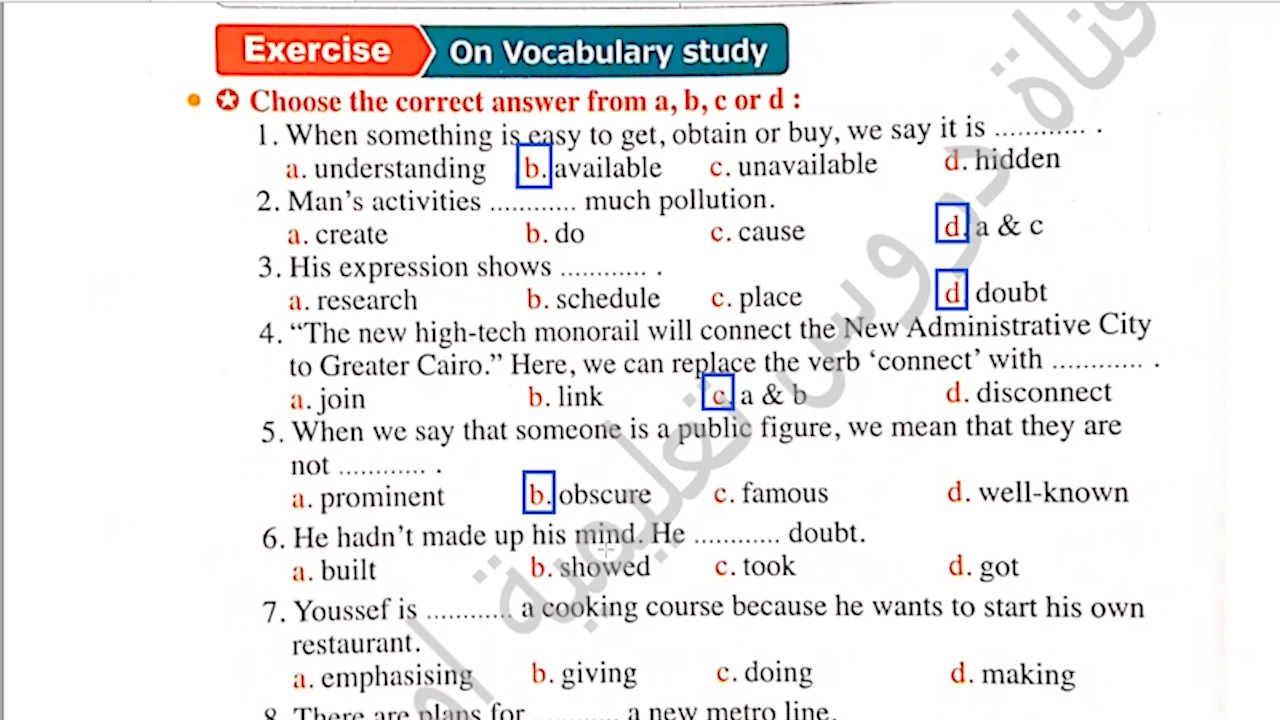 Exercise On Vocabulary study
Choose the correct answer from a, b, c or d :
1. When something is easy to get, obtain or buy, we say it is ............ .
a. understanding b. available c. unavailable d. hidden
2. Man's activities ............ much pollution.
a. create b. do c. cause d. a & c
3. His expression shows ............ .
a. research b. schedule c. place d. doubt
4. “The new high-tech monorail will connect the New Administrative City
to Greater Cairo.” Here, we can replace the verb ‘connect’ with ............ .
a. join b. link c. a & b d. disconnect
5. When we say that someone is a public figure, we mean that they are
not ............ .
a. prominent b. obscure c. famous d. well-known
6. He hadn't made up his mind. He ............ doubt.
a. built b. showed c. took d. got
7. Youssef is ............ a cooking course because he wants to start his own
restaurant.
a. emphasising b. giving c. doing d. making
8. There are plans for ............ a new metro line.
قناة دروس تعليمية